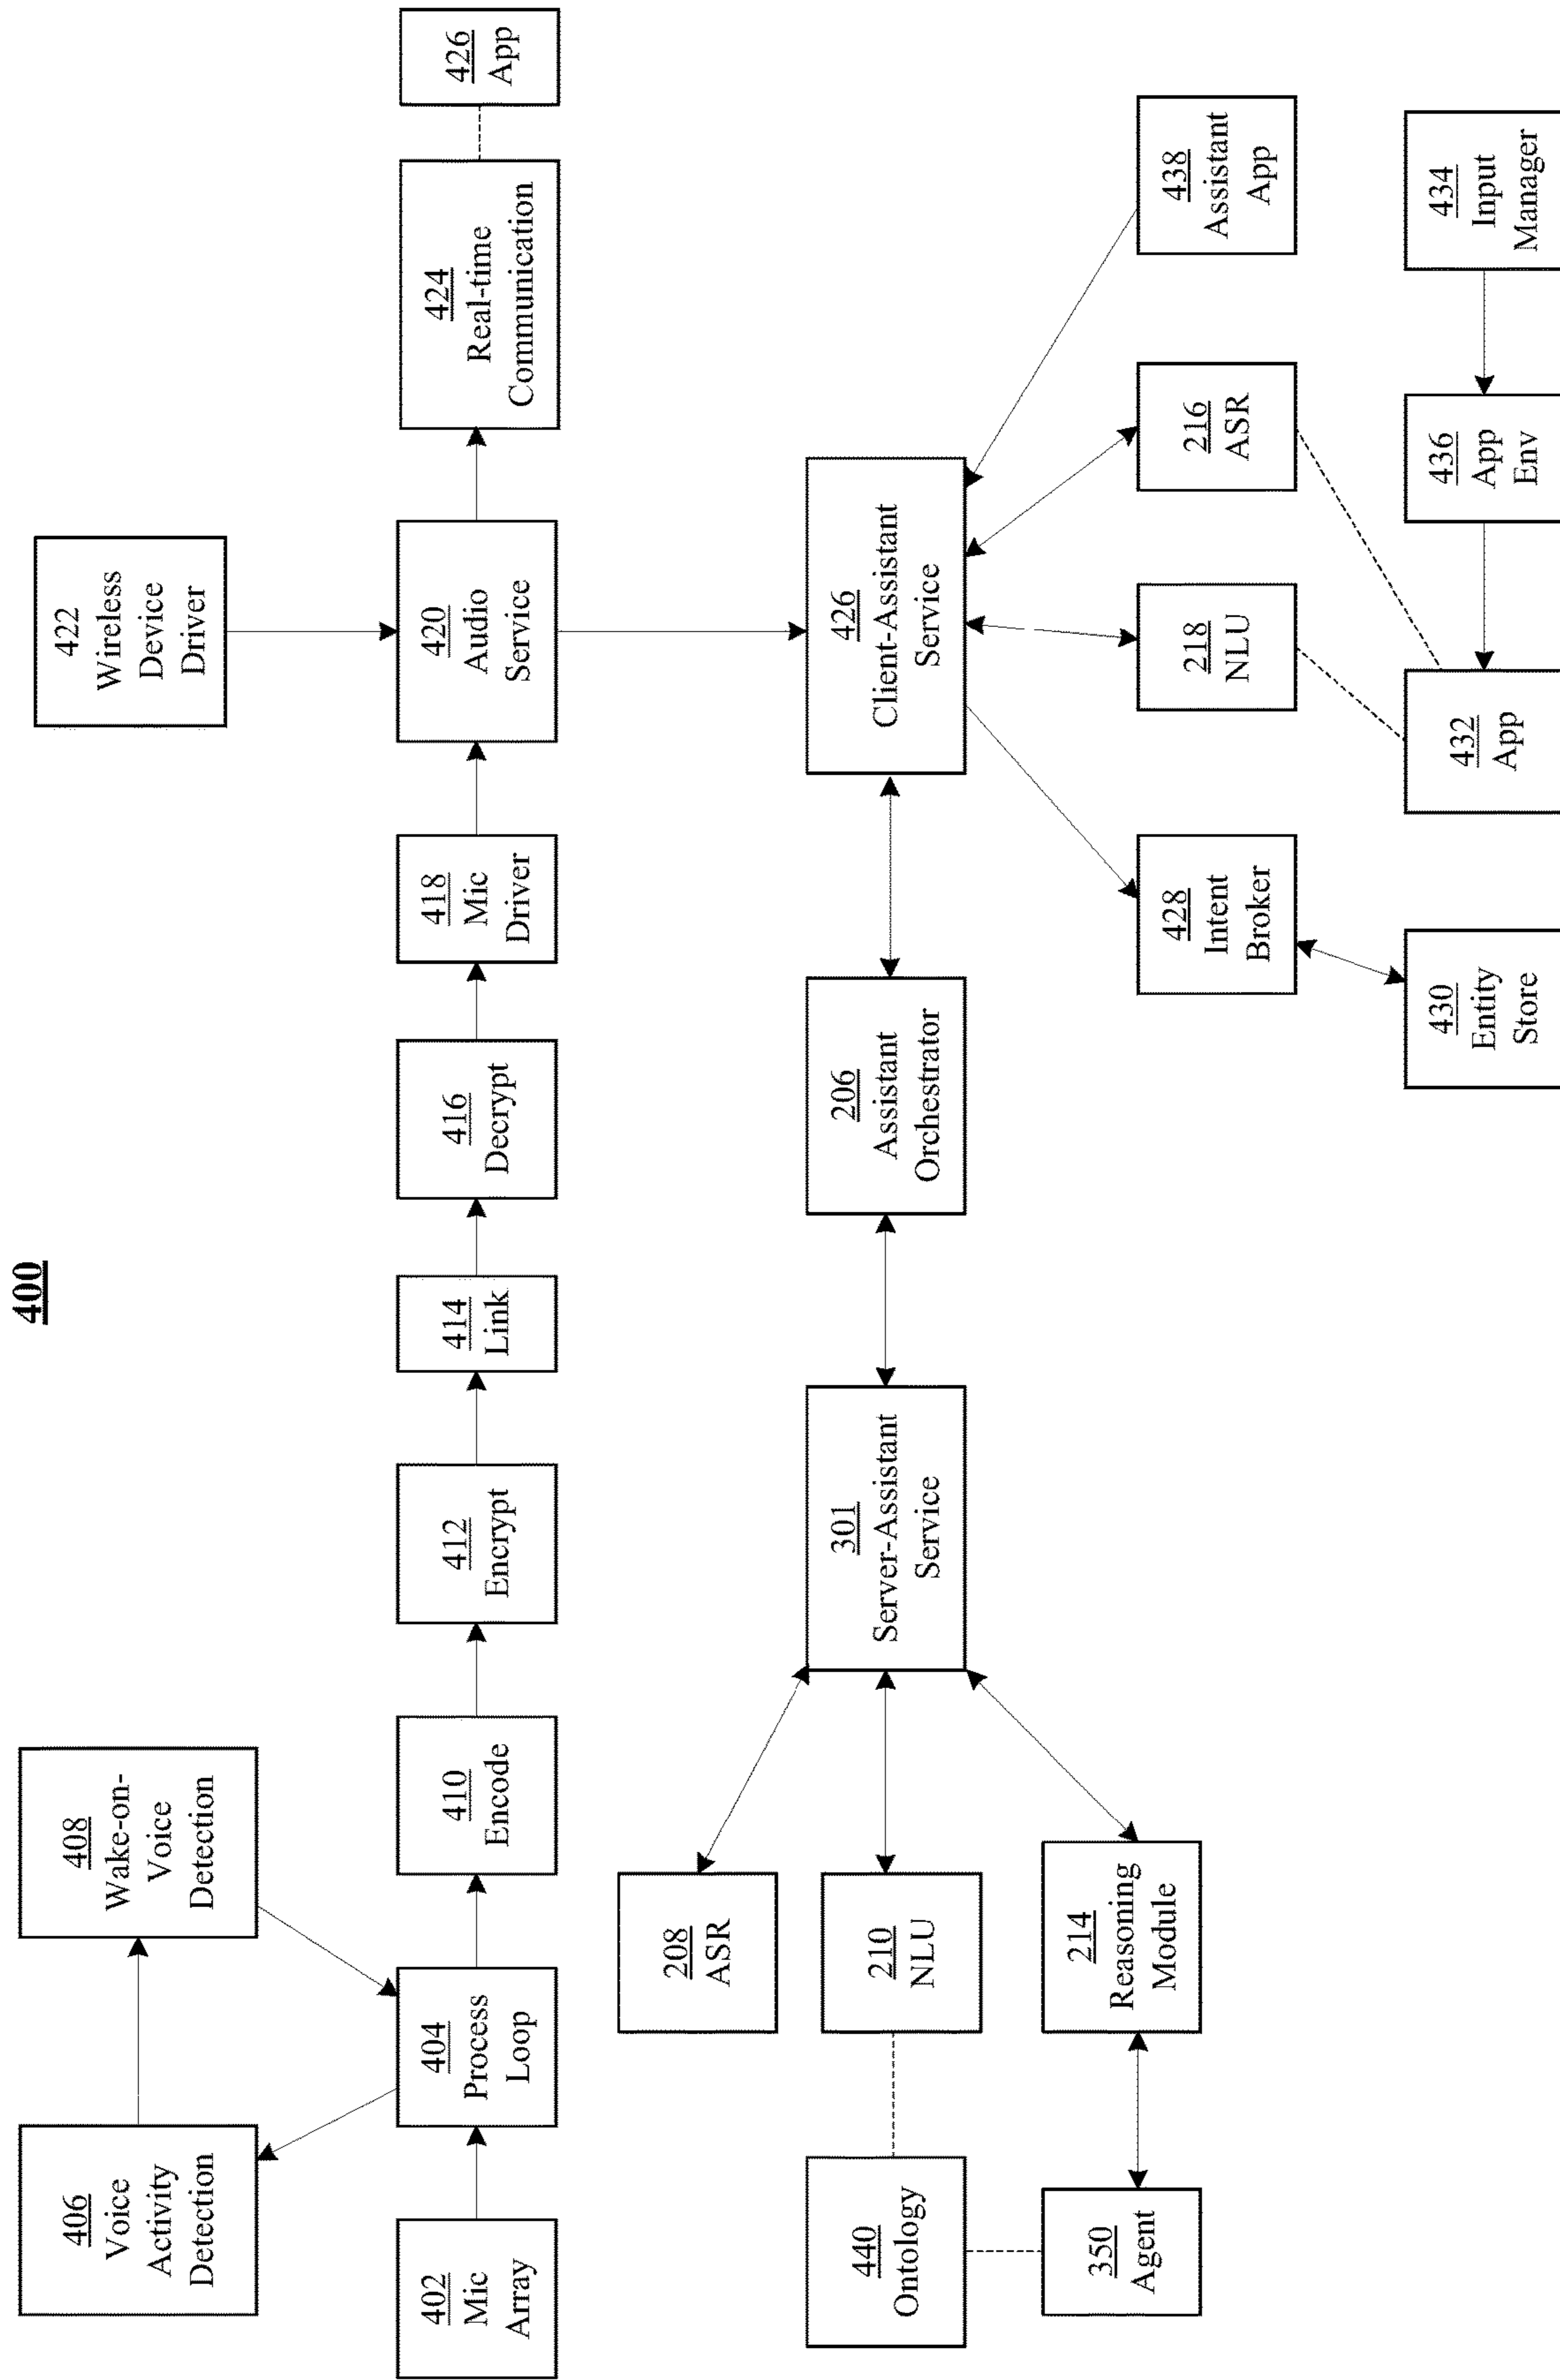 400
406
Voice
Activity
Detection
408
Wake-on-
Voice
Detection
422
Wireless
Device
Driver
402
Mic
Array
404
Process
Loop
410
Encode
412
Encrypt
414
Link
416
Decrypt
418
Mic
Driver
420
Audio
Service
424
Real-time
Communication
426
App
208
ASR
440
Ontology
210
NLU
350
Agent
214
Reasoning
Module
301
Server-Assistant
Service
206
Assistant
Orchestrator
426
Client-Assistant
Service
428
Intent
Broker
218
NLU
216
ASR
438
Assistant
App
430
Entity
Store
432
App
436
App
Env
434
Input
Manager